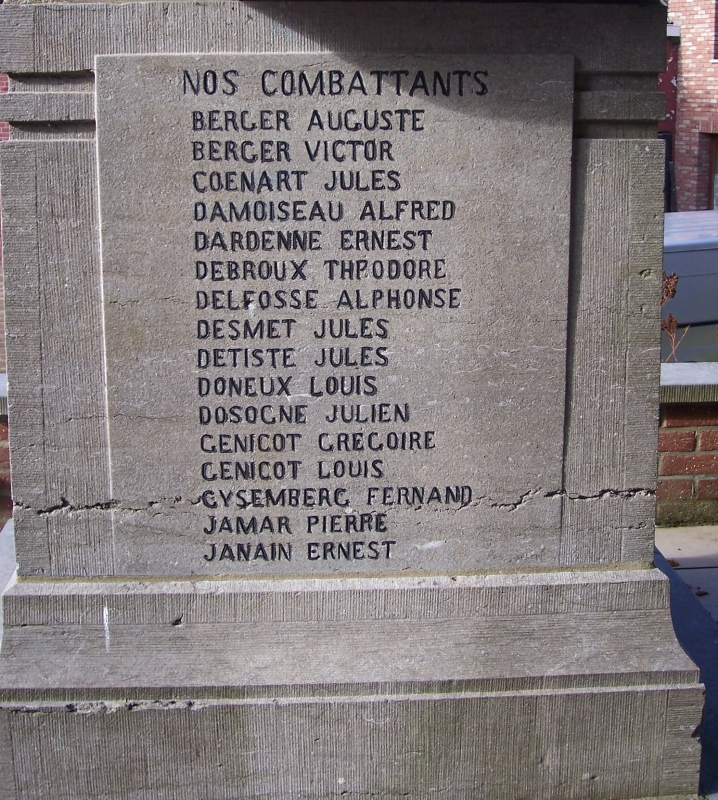 NOS COMBATTANTS
BERGER AUGUSTE
BERGER VICTOR
COENART JULES
DAMOISEAU ALFRED
DARDENNE ERNEST
DEBROUX THEODORE
DELFOSSE ALPHONSE
DESMET JULES
DETISTE JULES
DONEUX LOUIS
DOSOGNE JULIEN
GENICOT GREGOIRE
GENICOT LOUIS
GYSEMBERG FERNAND
JAMAR PIERRE
JANAIN ERNEST